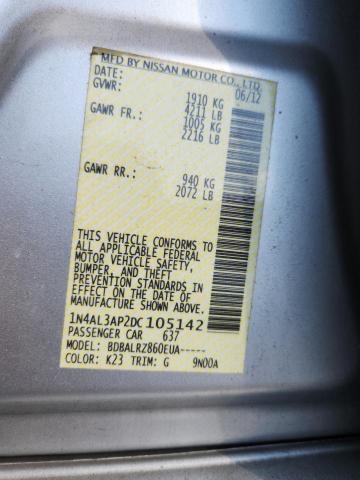 MFD BY NISSAN MOTOR CO., LTD.
DATE: 06/12
GVWR: 1910 KG
4211 LB
GAWR FR.: 1005 KG
2216 LB
GAWR RR.: 940 KG
2072 LB
THIS VEHICLE CONFORMS TO
ALL APPLICABLE FEDERAL
MOTOR VEHICLE SAFETY,
BUMPER, AND THEFT
PREVENTION STANDARDS IN
EFFECT ON THE DATE OF
MANUFACTURE SHOWN ABOVE.
1N4AL3AP2DC105142
PASSENGER CAR 637
MODEL: BDBALRZ860EUA-----
COLOR: K23 TRIM: G 9N00A